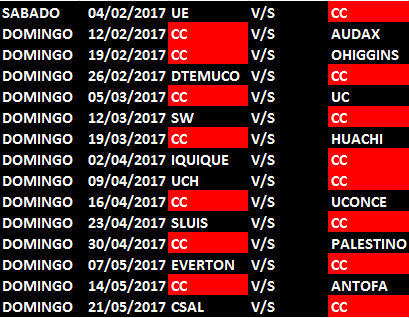 SABADO 04/02/2017 UE V/S CC
DOMINGO 12/02/2017 CC V/S AUDAX
DOMINGO 19/02/2017 CC V/S OHIGGINS
DOMINGO 26/02/2017 DTEMUCO V/S CC
DOMINGO 05/03/2017 CC V/S UC
DOMINGO 12/03/2017 SW V/S CC
DOMINGO 19/03/2017 CC V/S HUACHI
DOMINGO 02/04/2017 IQUIQUE V/S CC
DOMINGO 09/04/2017 UCH V/S CC
DOMINGO 16/04/2017 CC V/S UCONCE
DOMINGO 23/04/2017 SLUIS V/S CC
DOMINGO 30/04/2017 CC V/S PALESTINO
DOMINGO 07/05/2017 EVERTON V/S CC
DOMINGO 14/05/2017 CC V/S ANTOFA
DOMINGO 21/05/2017 CSAL V/S CC